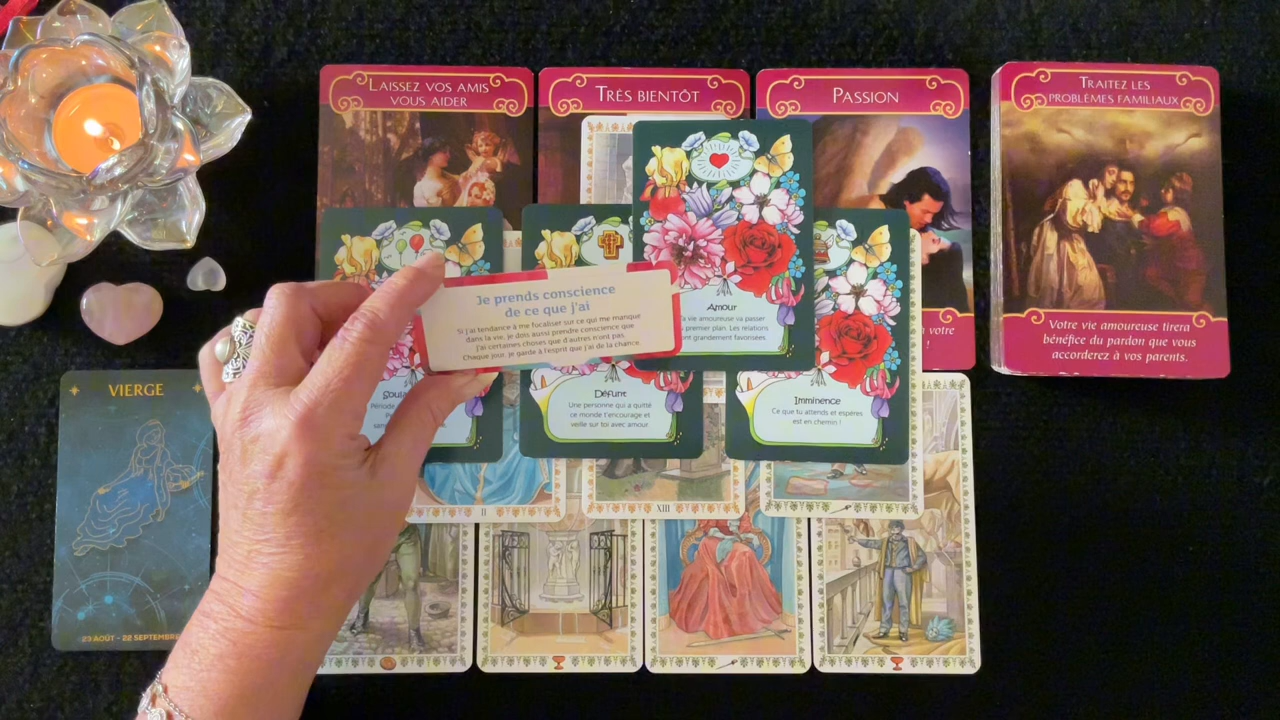 LAISSEZ VOS AMIS
VOUS AIDER
TRÈS BIENTÔT
PASSION
TRAITEZ LES
PROBLÈMES FAMILIAUX
Votre vie amoureuse tirera
bénéfice du pardon que vous
accorderez à vos parents.
votre
Je prends conscience
de ce que j'ai
Si j'ai tendance à me focaliser sur ce qui me manque
dans la vie, je dois aussi prendre conscience que
j'ai certaines choses que d'autres n'ont pas.
Chaque jour, je garde à l'esprit que j'ai de la chance.
Amour
vie amoureuse va passer
premier plan. Les relations
grandement favorisées.
Période
Défunt
Une personne qui a quitté
ce monde t'encourage et
veille sur toi avec amour.
Imminence
Ce que tu attends et espères
est en chemin !
VIERGE
23 AOÛT - 22 SEPTEMBRE
II
XIII